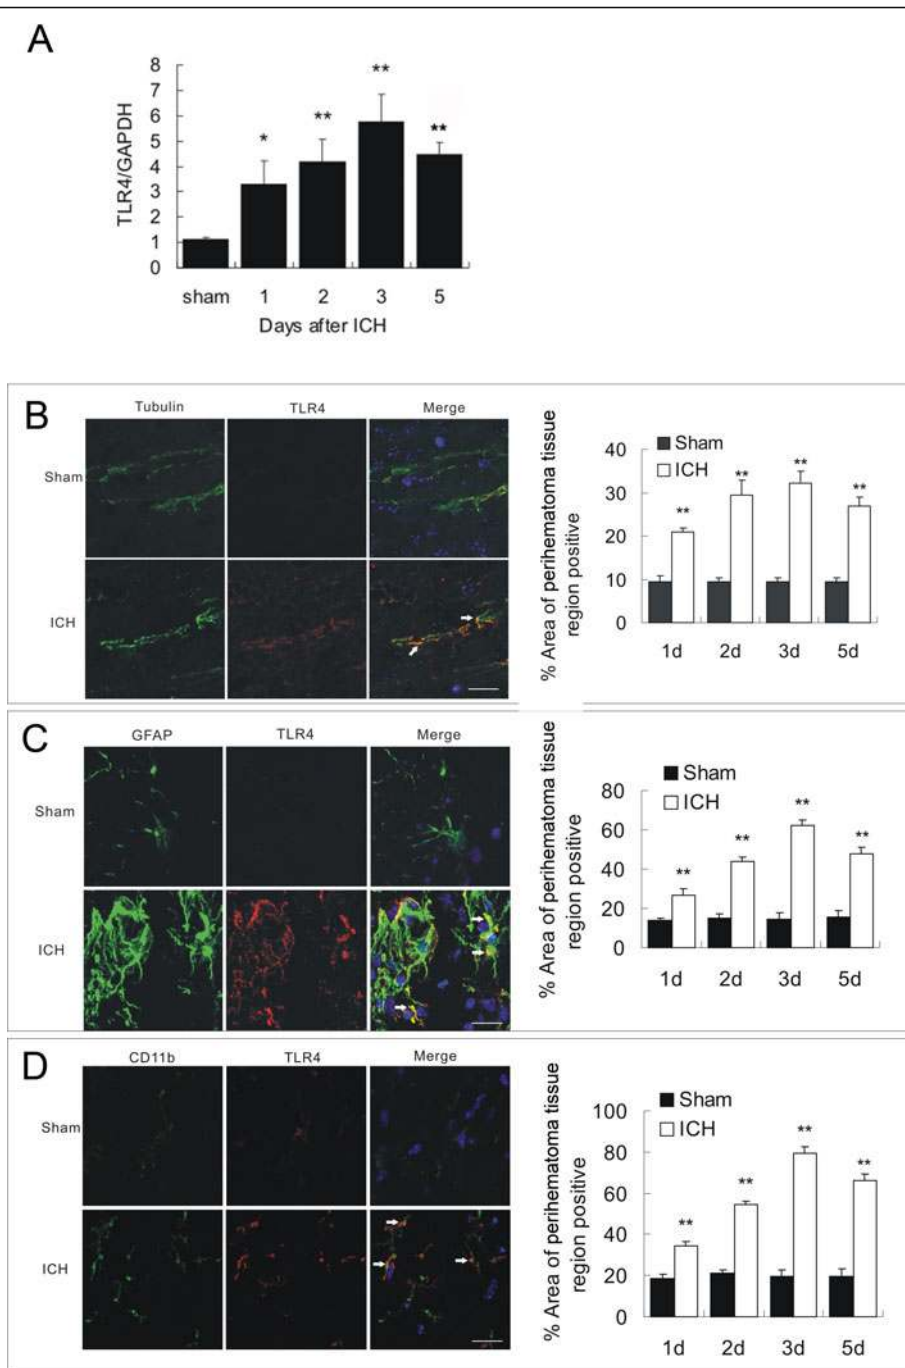 A
8
7
6
5
4
3
2
1
0
TLR4/GAPDH
*
**
**
**
sham 1 2 3 5
Days after ICH
B
Tubulin TLR4 Merge
Sham
ICH
% Area of perihematoma tissue
region positive
Sham
ICH
40
30
20
10
0
** ** ** **
1d 2d 3d 5d
C
GFAP TLR4 Merge
Sham
ICH
% Area of perihematoma tissue
region positive
Sham
ICH
80
60
40
20
0
** ** ** **
1d 2d 3d 5d
D
CD11b TLR4 Merge
Sham
ICH
% Area of perihematoma tissue
region positive
Sham
ICH
100
80
60
40
20
0
** ** ** **
1d 2d 3d 5d